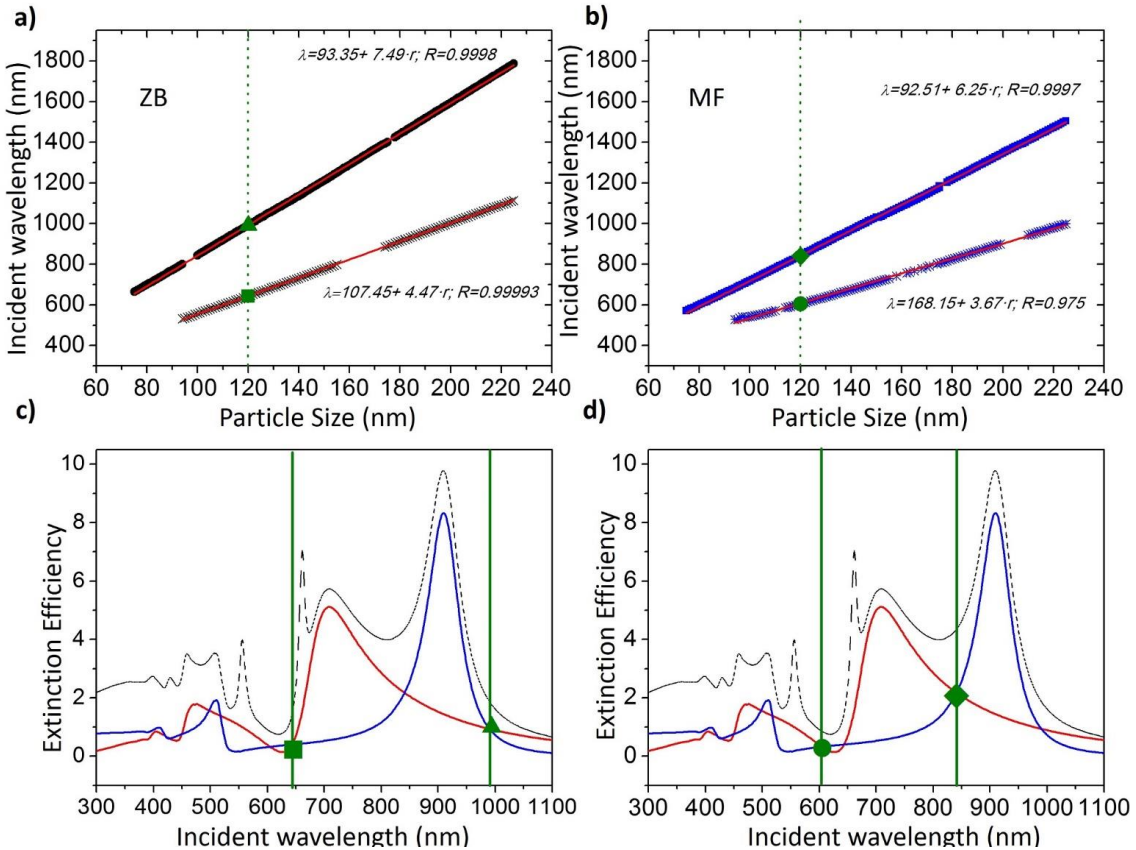 a)
b)
λ=93.35+ 7.49·r; R=0.9998
ZB
λ=107.45+ 4.47·r; R=0.99993
1800
1600
1400
1200
1000
800
600
400
Incident wavelength (nm)
60 80 100 120 140 160 180 200 220 240
Particle Size (nm)
λ=92.51+ 6.25·r; R=0.9997
MF
λ=168.15+ 3.67·r; R=0.975
1800
1600
1400
1200
1000
800
600
400
Incident wavelength (nm)
60 80 100 120 140 160 180 200 220 240
Particle Size (nm)
c)
d)
10
8
6
4
2
0
Extinction Efficiency
300 400 500 600 700 800 900 1000 1100
Incident wavelength (nm)
10
8
6
4
2
0
Extinction Efficiency
300 400 500 600 700 800 900 1000 1100
Incident wavelength (nm)